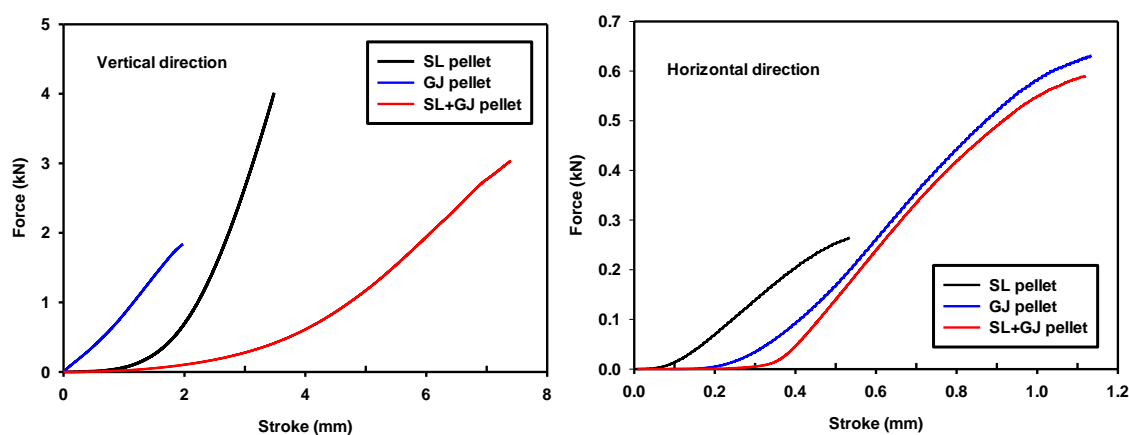 Vertical direction
SL pellet
GJ pellet
SL+GJ pellet
Force (kN)
5
4
3
2
1
0
0 2 4 6 8
Stroke (mm)
Horizontal direction
SL pellet
GJ pellet
SL+GJ pellet
Force (kN)
0.7
0.6
0.5
0.4
0.3
0.2
0.1
0.0
0.0 0.2 0.4 0.6 0.8 1.0 1.2
Stroke (mm)